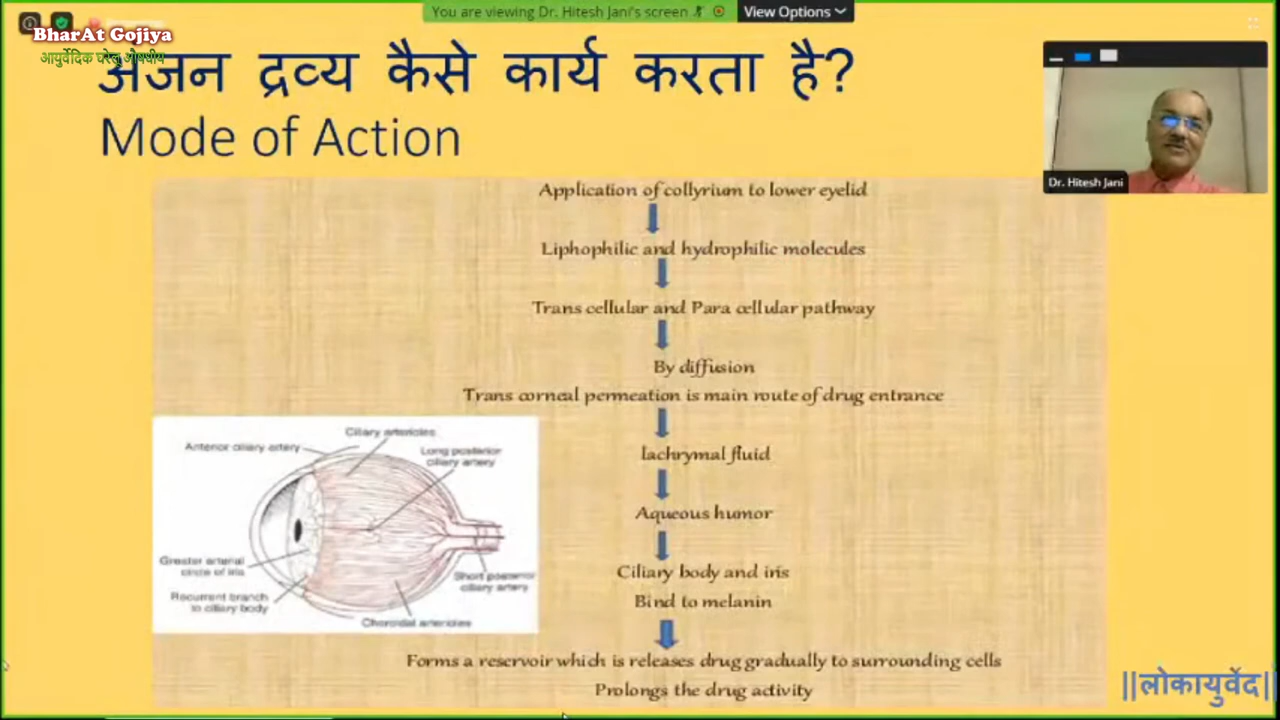 You are viewing Dr. Hitesh Jani's screen
View Options
BharAt Gojiya
आयुर्वेदिक घरेलु औषधीय
अंजन द्रव्य कैसे कार्य करता है?
Mode of Action
Dr. Hitesh Jani
Application of collyrium to lower eyelid
Liphophilic and hydrophilic molecules
Trans cellular and Para cellular pathway
By diffusion
Trans corneal permeation is main route of drug entrance
lachrymal fluid
Aqueous humor
Ciliary body and iris
Bind to melanin
Forms a reservoir which is releases drug gradually to surrounding cells
Prolongs the drug activity
Ciliary arterioles
Anterior ciliary artery
Long posterior
ciliary artery
Greater arterial
circle of iris
Short posterior
ciliary artery
Recurrent branch
to ciliary body
Choroidal arterioles
||लोकायुर्वेद||